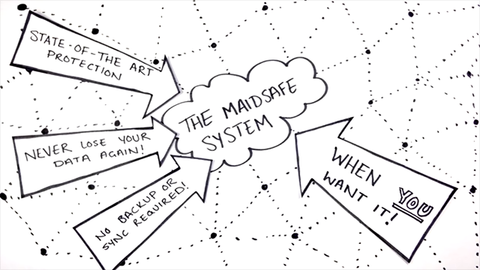 STATE-OF-THE ART
PROTECTION
NEVER LOSE YOUR
DATA AGAIN!
NO BACKUP OR
SYNC REQUIRED!
THE MAIDSAFE
SYSTEM
WHEN YOU
WANT IT!